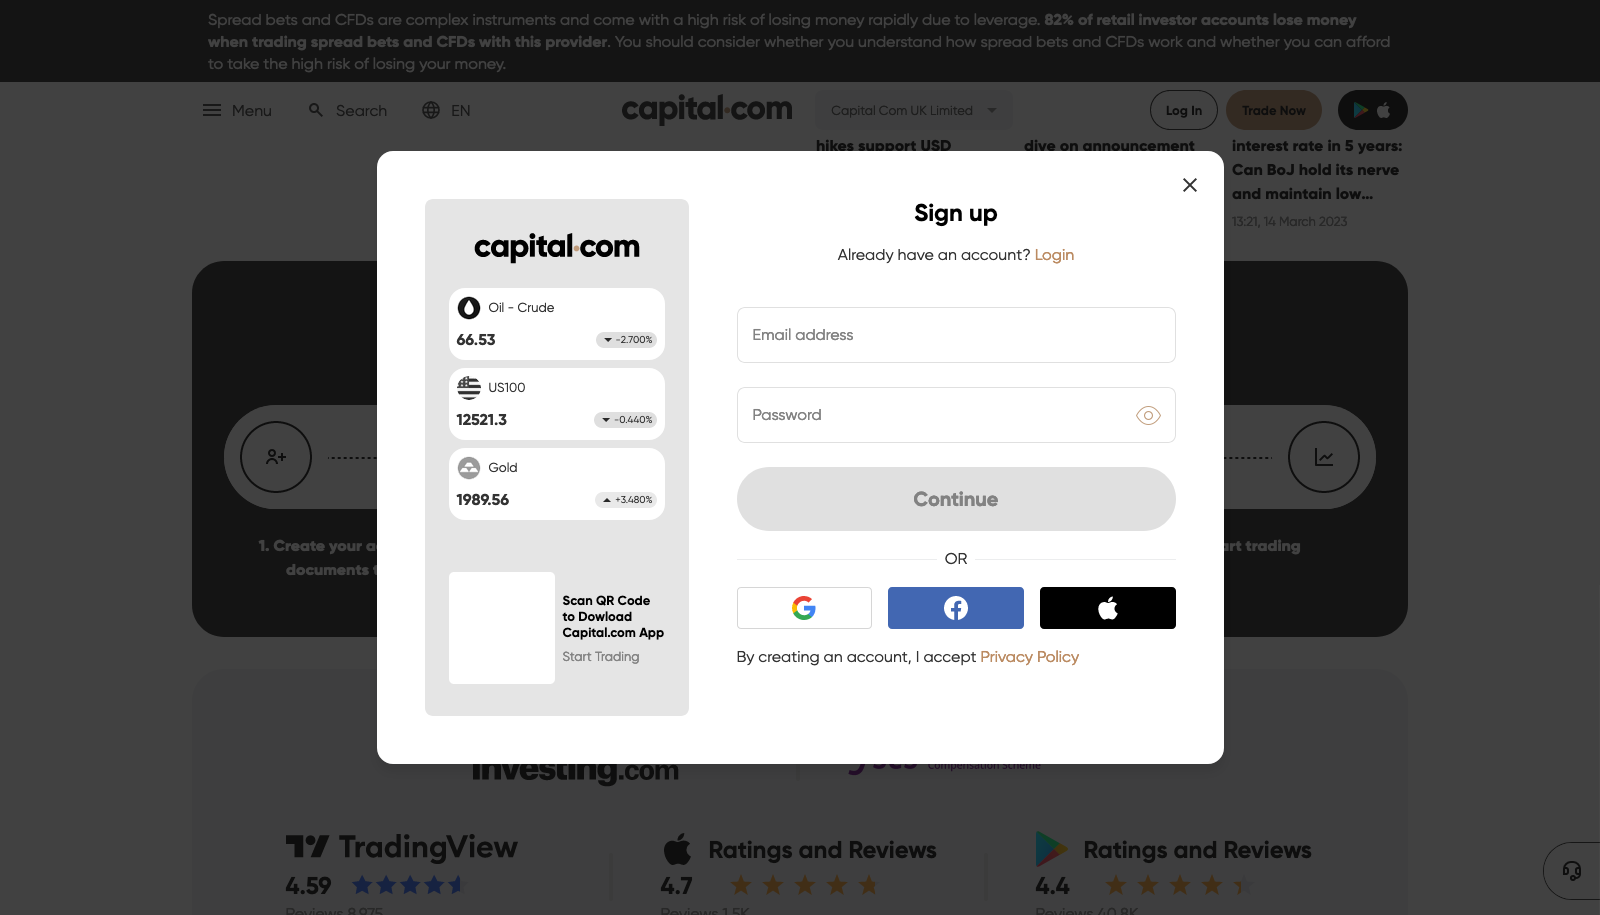 Spread bets and CFDs are complex instruments and come with a high risk of losing money rapidly due to leverage. 82% of retail investor accounts lose money
when trading spread bets and CFDs with this provider. You should consider whether you understand how spread bets and CFDs work and whether you can afford
to take the high risk of losing your money.
Menu
Search
EN
capital.com
Capital Com UK Limited
Log In
Trade Now
hikes support USD
dive on announcement
interest rate in 5 years:
Can BoJ hold its nerve
and maintain low...
13:21, 14 March 2023
capital.com
Oil - Crude
66.53
-2.700%
US100
12521.3
-0.440%
Gold
1989.56
+3.480%
Scan QR Code
to Dowload
Capital.com App
Start Trading
Sign up
Already have an account? Login
Email address
Password
Continue
OR
By creating an account, I accept Privacy Policy
1. Create your
documents
trading
Investing.com
Compensation Scheme
TradingView
4.59
Reviews 8,975
Ratings and Reviews
4.7
Reviews 1.5K
Ratings and Reviews
4.4
Reviews 40.8K